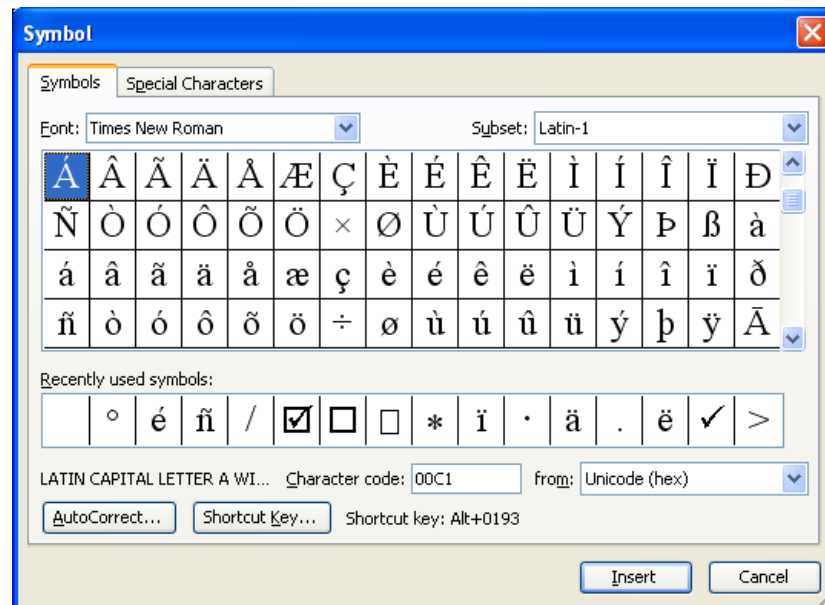 Symbol
Symbols Special Characters
Font: Times New Roman Subset: Latin-1
Á Â Ã Ä Å Æ Ç È É Ê Ë Ì Í Î Ï Ð
Ñ Ò Ó Ô Õ Ö × Ø Ù Ú Û Ü Ý Þ ß à
á â ã ä å æ ç è é ê ë ì í î ï ð
ñ ò ó ô õ ö ÷ ø ù ú û ü ý þ ÿ Ā
Recently used symbols:
° é ñ / ☑ □ □ * ï · ä . ë ✓ >
LATIN CAPITAL LETTER A WI... Character code: 00C1 from: Unicode (hex)
AutoCorrect... Shortcut Key... Shortcut key: Alt+0193
Insert Cancel